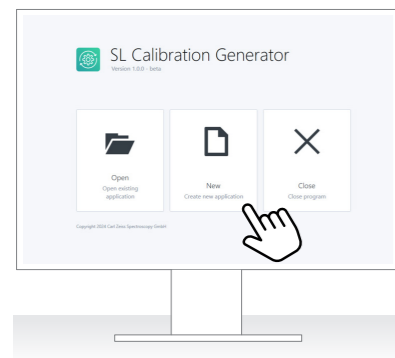 SL Calibration Generator
Version 1.0.0 - beta
Open
Open existing
application
New
Create new application
Close
Close program
Copyright 2024 Carl Zeiss Spectroscopy GmbH